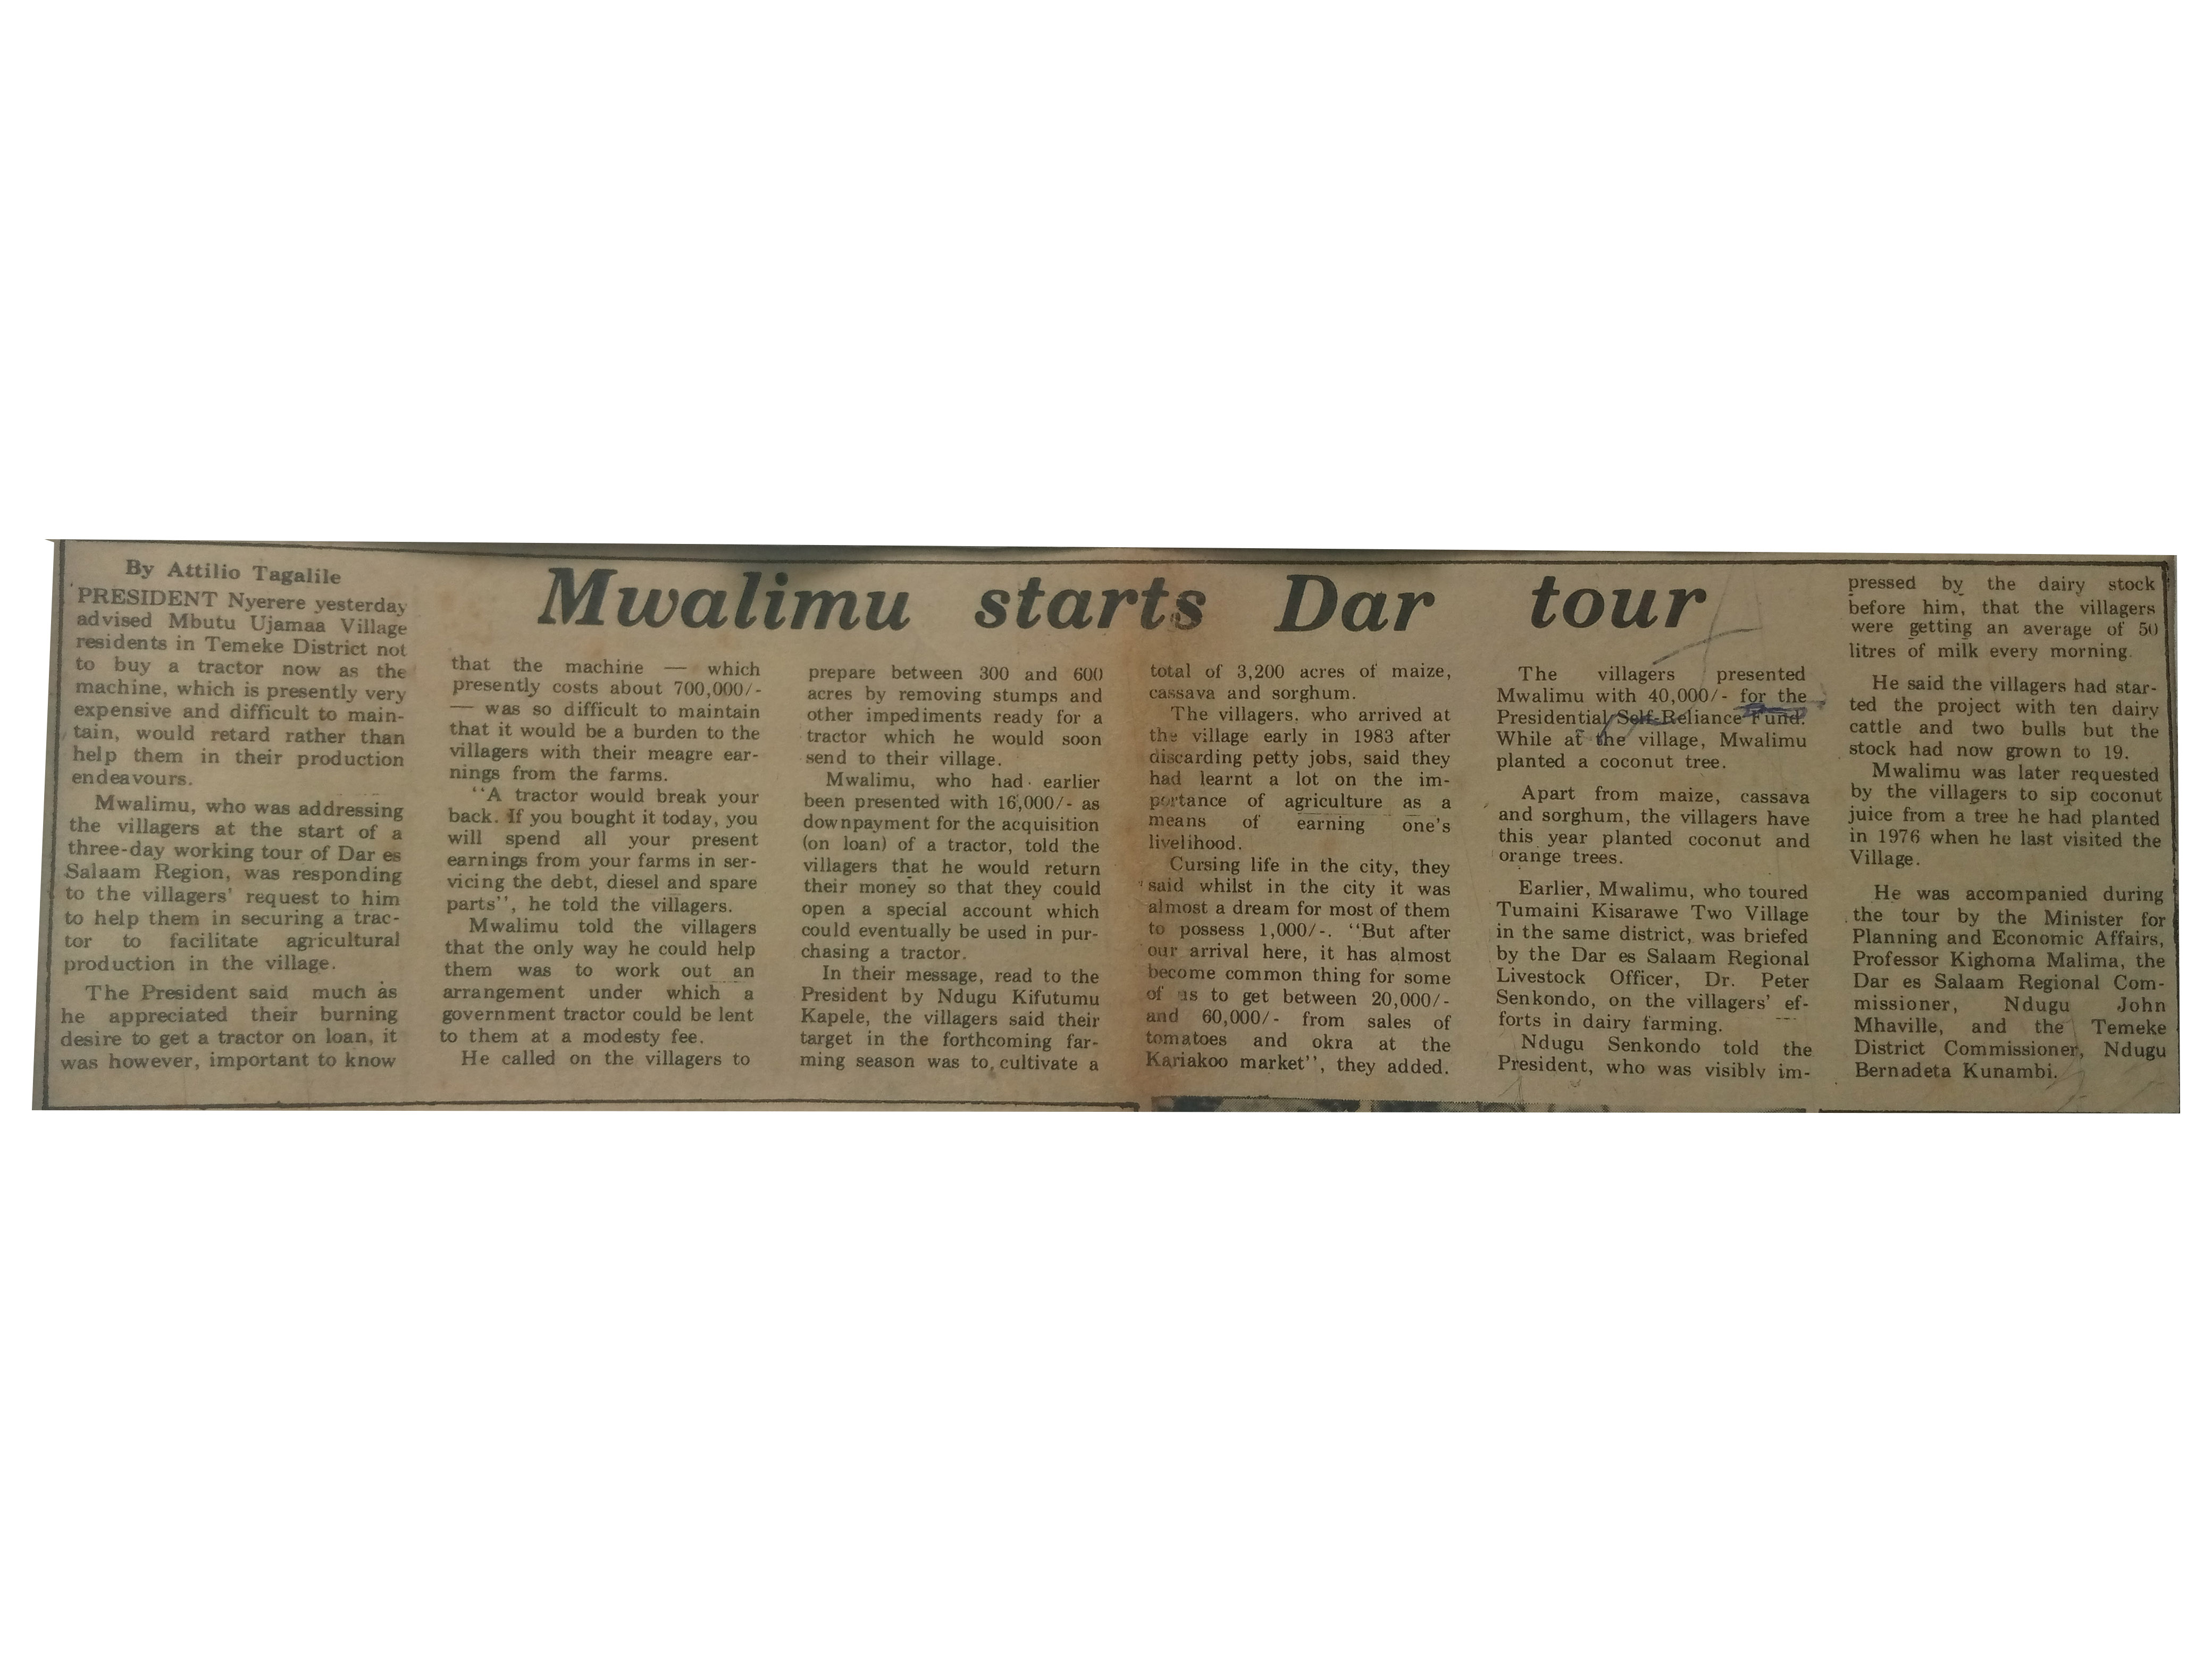 Mwalimu starts Dar tour
By Attilio Tagalile
PRESIDENT Nyerere yesterday
advised Mbutu Ujamaa Village
residents in Temeke District not
to buy a tractor now as the
machine, which is presently very
expensive and difficult to main-
tain, would retard rather than
help them in their production
endeavours.
Mwalimu, who was addressing
the villagers at the start of a
three-day working tour of Dar es
Salaam Region, was responding
to the villagers' request to him
to help them in securing a trac-
tor to facilitate agricultural
production in the village.
The President said much as
he appreciated their burning
desire to get a tractor on loan, it
was however, important to know
that the machine — which
presently costs about 700,000/-
— was so difficult to maintain
that it would be a burden to the
villagers with their meagre ear-
nings from the farms.
"A tractor would break your
back. If you bought it today, you
will spend all your present
earnings from your farms in ser-
vicing the debt, diesel and spare
parts", he told the villagers.
Mwalimu told the villagers
that the only way he could help
them was to work out an
arrangement under which a
government tractor could be lent
to them at a modesty fee.
He called on the villagers to
prepare between 300 and 600
acres by removing stumps and
other impediments ready for a
tractor which he would soon
send to their village.
Mwalimu, who had earlier
been presented with 16,000/- as
downpayment for the acquisition
(on loan) of a tractor, told the
villagers that he would return
their money so that they could
open a special account which
could eventually be used in pur-
chasing a tractor.
In their message, read to the
President by Ndugu Kifutumu
Kapele, the villagers said their
target in the forthcoming far-
ming season was to cultivate a
total of 3,200 acres of maize,
cassava and sorghum.
The villagers, who arrived at
the village early in 1983 after
discarding petty jobs, said they
had learnt a lot on the im-
portance of agriculture as a
means of earning one's
livelihood.
Cursing life in the city, they
said whilst in the city it was
almost a dream for most of them
to possess 1,000/-. "But after
our arrival here, it has almost
become common thing for some
of us to get between 20,000/-
and 60,000/- from sales of
tomatoes and okra at the
Kariakoo market", they added.
The villagers presented
Mwalimu with 40,000/- for the
Presidential Self-Reliance Fund.
While at the village, Mwalimu
planted a coconut tree.
Apart from maize, cassava
and sorghum, the villagers have
this year planted coconut and
orange trees.
Earlier, Mwalimu, who toured
Tumaini Kisarawe Two Village
in the same district, was briefed
by the Dar es Salaam Regional
Livestock Officer, Dr. Peter
Senkondo, on the villagers' ef-
forts in dairy farming.
Ndugu Senkondo told the
President, who was visibly im-
pressed by the dairy stock
before him, that the villagers
were getting an average of 50
litres of milk every morning.
He said the villagers had star-
ted the project with ten dairy
cattle and two bulls but the
stock had now grown to 19.
Mwalimu was later requested
by the villagers to sip coconut
juice from a tree he had planted
in 1976 when he last visited the
Village.
He was accompanied during
the tour by the Minister for
Planning and Economic Affairs,
Professor Kighoma Malima, the
Dar es Salaam Regional Com-
missioner, Ndugu John
Mhaville, and the Temeke
District Commissioner, Ndugu
Bernadeta Kunambi.